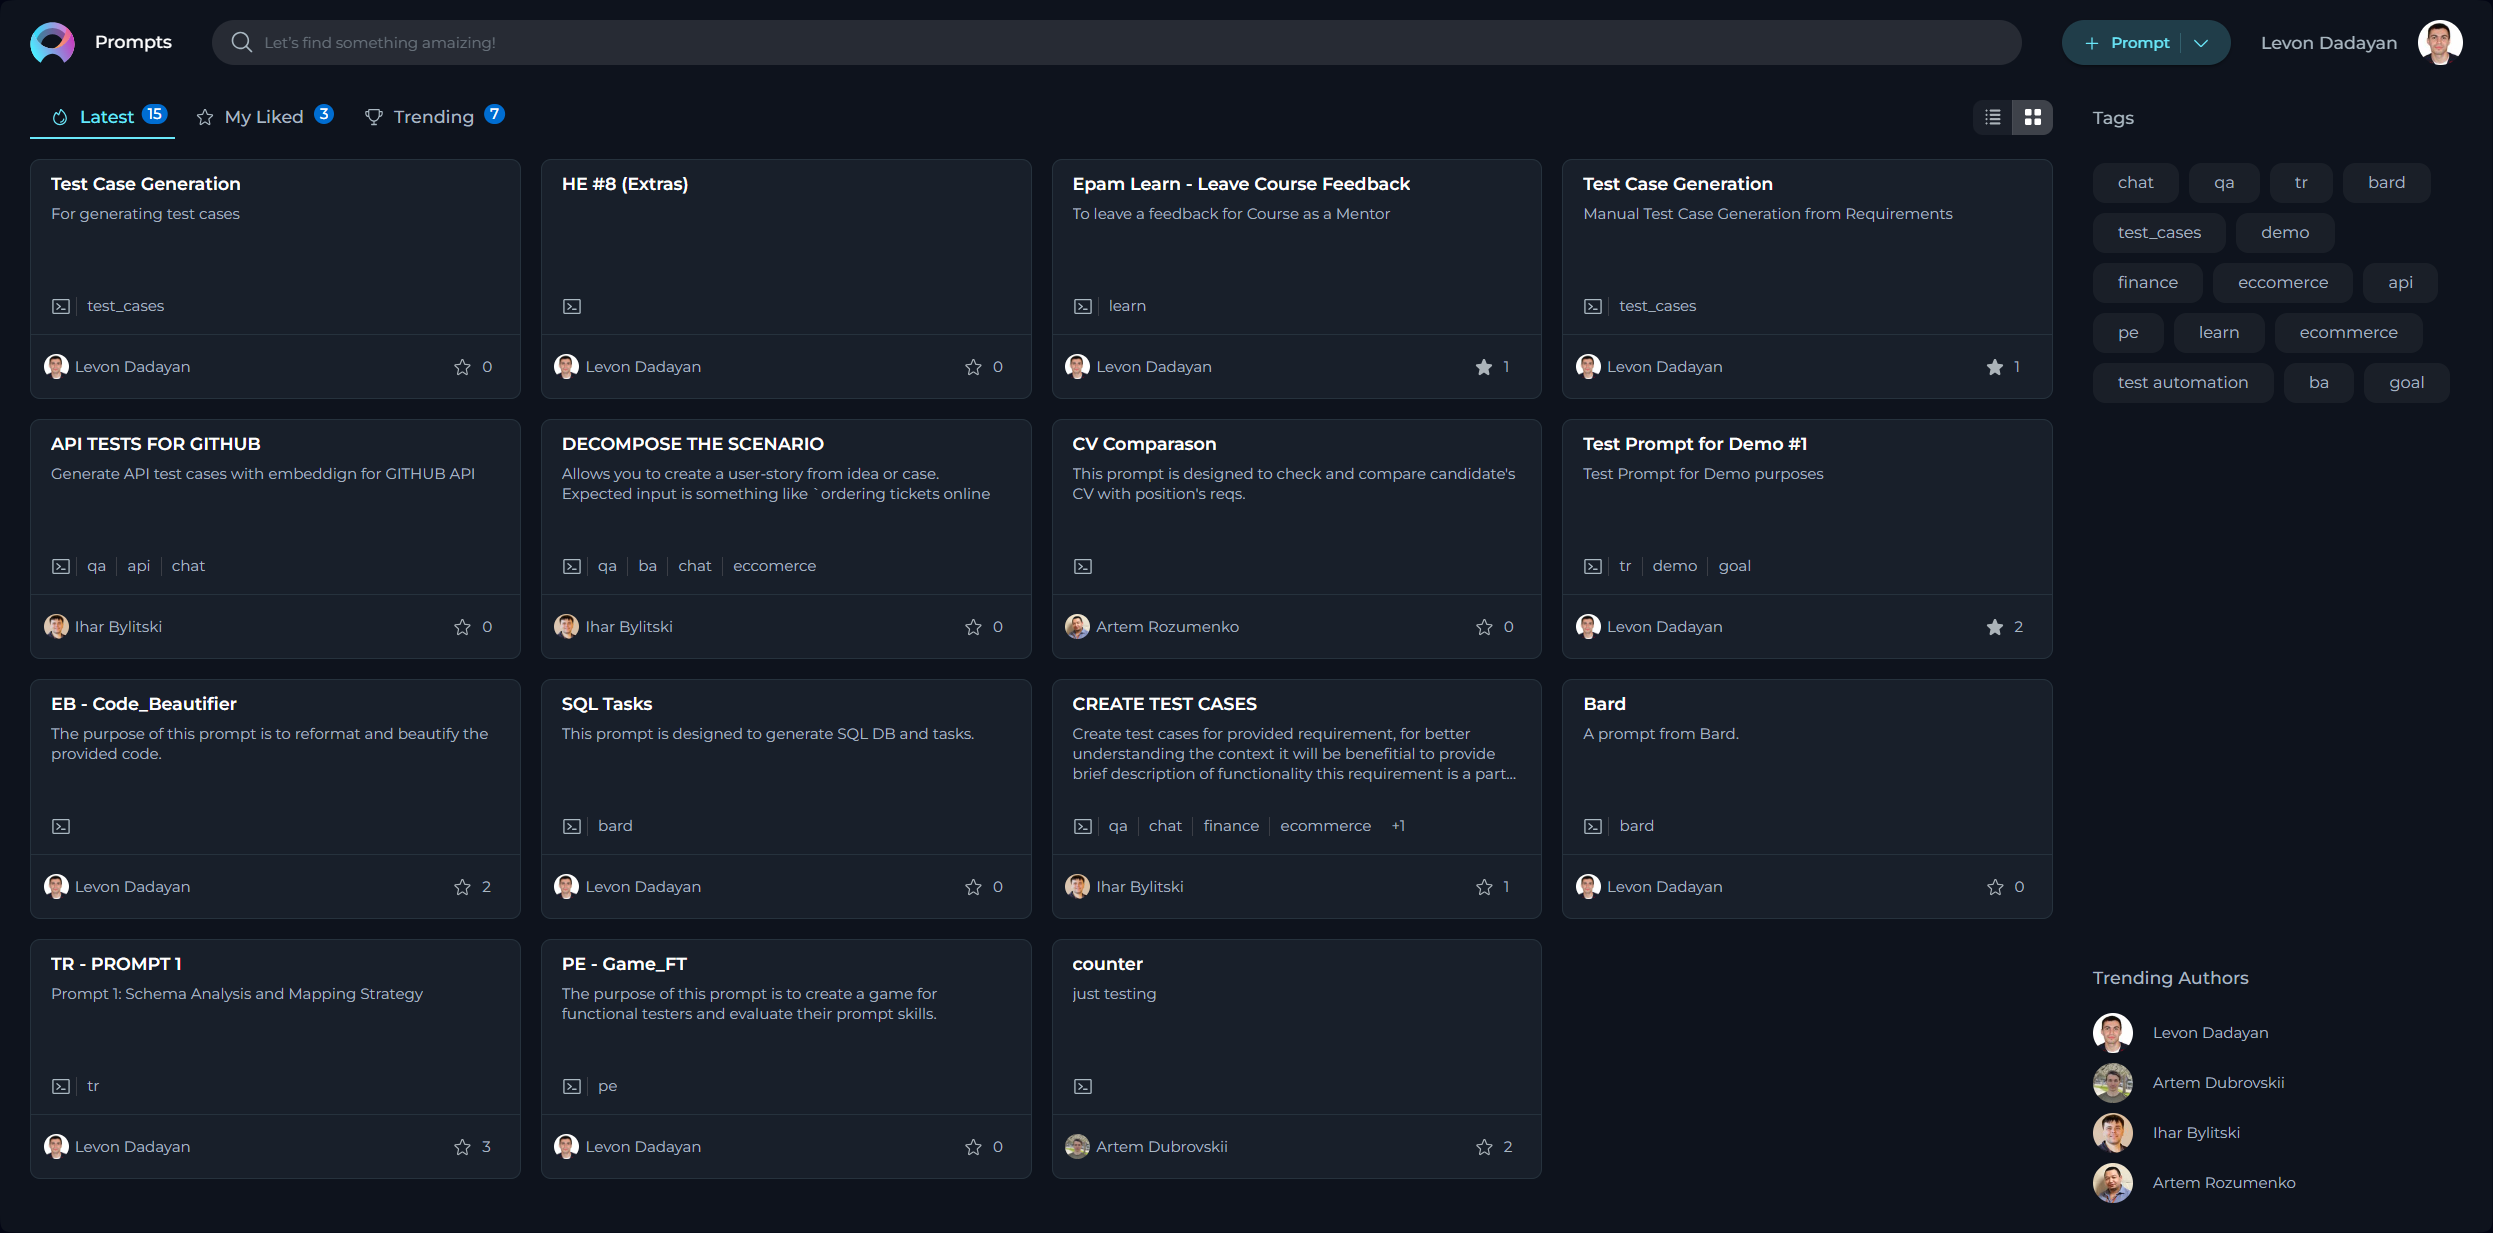 Prompts
Let's find something amaizing!
Prompt
Levon Dadayan
Latest 15
My Liked 3
Trending 7
Test Case Generation
For generating test cases
test_cases
Levon Dadayan
0
HE #8 (Extras)
Levon Dadayan
0
Epam Learn - Leave Course Feedback
To leave a feedback for Course as a Mentor
learn
Levon Dadayan
1
Test Case Generation
Manual Test Case Generation from Requirements
test_cases
Levon Dadayan
1
API TESTS FOR GITHUB
Generate API test cases with embeddign for GITHUB API
qa api chat
Ihar Bylitski
0
DECOMPOSE THE SCENARIO
Allows you to create a user-story from idea or case.
Expected input is something like `ordering tickets online
qa ba chat eccomerce
Ihar Bylitski
0
CV Comparason
This prompt is designed to check and compare candidate's
CV with position's reqs.
Artem Rozumenko
0
Test Prompt for Demo #1
Test Prompt for Demo purposes
tr demo goal
Levon Dadayan
2
EB - Code_Beautifier
The purpose of this prompt is to reformat and beautify the
provided code.
Levon Dadayan
2
SQL Tasks
This prompt is designed to generate SQL DB and tasks.
bard
Levon Dadayan
0
CREATE TEST CASES
Create test cases for provided requirement, for better
understanding the context it will be benefitial to provide
brief description of functionality this requirement is a part...
qa chat finance ecommerce +1
Ihar Bylitski
1
Bard
A prompt from Bard.
bard
Levon Dadayan
0
TR - PROMPT 1
Prompt 1: Schema Analysis and Mapping Strategy
tr
Levon Dadayan
3
PE - Game_FT
The purpose of this prompt is to create a game for
functional testers and evaluate their prompt skills.
pe
Levon Dadayan
0
counter
just testing
Artem Dubrovskii
2
Tags
chat qa tr bard
test_cases demo
finance eccomerce api
pe learn ecommerce
test automation ba goal
Trending Authors
Levon Dadayan
Artem Dubrovskii
Ihar Bylitski
Artem Rozumenko